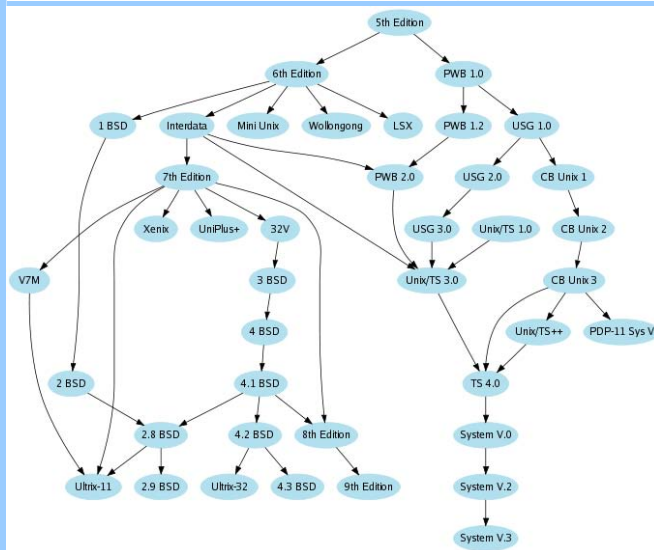 5th Edition
6th Edition
PWB 1.0
1 BSD
Interdata
Mini Unix
Wollongong
LSX
PWB 1.2
USG 1.0
7th Edition
PWB 2.0
USG 2.0
CB Unix 1
Xenix
UniPlus+
32V
USG 3.0
Unix/TS 1.0
CB Unix 2
V7M
3 BSD
Unix/TS 3.0
CB Unix 3
4 BSD
Unix/TS++
PDP-11 Sys V
2 BSD
4.1 BSD
TS 4.0
2.8 BSD
4.2 BSD
8th Edition
System V.0
Ultrix-11
2.9 BSD
Ultrix-32
4.3 BSD
9th Edition
System V.2
System V.3